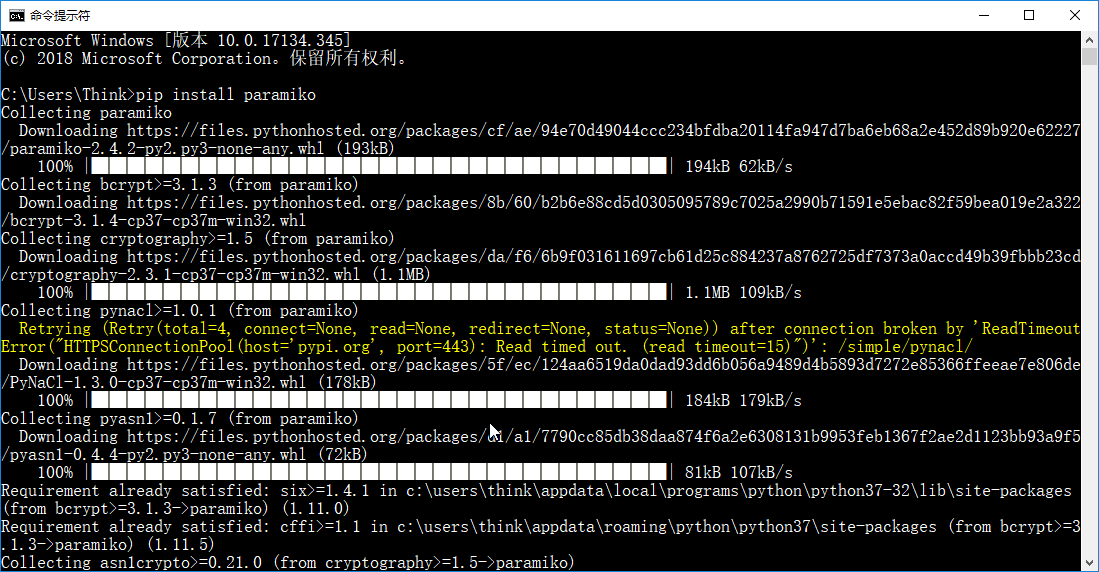 命令提示符
Microsoft Windows [版本 10.0.17134.345]
(c) 2018 Microsoft Corporation。保留所有权利。
C:\Users\Think>pip install paramiko
Collecting paramiko
Downloading https://files.pythonhosted.org/packages/cf/ae/94e70d49044ccc234bfdba20114fa947d7ba6eb68a2e452d89b920e62227
/paramiko-2.4.2-py2.py3-none-any.whl (193kB)
100% |████████████████████████████████| 194kB 62kB/s
Collecting bcrypt>=3.1.3 (from paramiko)
Downloading https://files.pythonhosted.org/packages/8b/60/b2b6e88cd5d0305095789c7025a2990b71591e5ebac82f59bea019e2a322
/bcrypt-3.1.4-cp37-cp37m-win32.whl
Collecting cryptography>=1.5 (from paramiko)
Downloading https://files.pythonhosted.org/packages/da/f6/6b9f031611697cb61d25c884237a8762725df7373a0accd49b39fbbb23cd
/cryptography-2.3.1-cp37-cp37m-win32.whl (1.1MB)
100% |████████████████████████████████| 1.1MB 109kB/s
Collecting pynacl>=1.0.1 (from paramiko)
Retrying (Retry(total=4, connect=None, read=None, redirect=None, status=None)) after connection broken by 'ReadTimeout
Error("HTTPSConnectionPool(host='pypi.org', port=443): Read timed out. (read timeout=15)")': /simple/pynacl/
Downloading https://files.pythonhosted.org/packages/5f/ec/124aa6519da0dad93dd6b056a9489d4b5893d7272e85366ffeeae7e806de
/PyNaCl-1.3.0-cp37-cp37m-win32.whl (178kB)
100% |████████████████████████████████| 184kB 179kB/s
Collecting pyasn1>=0.1.7 (from paramiko)
Downloading https://files.pythonhosted.org/packages/d1/a1/7790cc85db38daa874f6a2e6308131b9953feb1367f2ae2d1123bb93a9f5
/pyasn1-0.4.4-py2.py3-none-any.whl (72kB)
100% |████████████████████████████████| 81kB 107kB/s
Requirement already satisfied: six>=1.4.1 in c:\users\think\appdata\local\programs\python\python37-32\lib\site-packages
(from bcrypt>=3.1.3->paramiko) (1.11.0)
Requirement already satisfied: cffi>=1.1 in c:\users\think\appdata\roaming\python\python37\site-packages (from bcrypt>=3
.1.3->paramiko) (1.11.5)
Collecting asn1crypto>=0.21.0 (from cryptography>=1.5->paramiko)